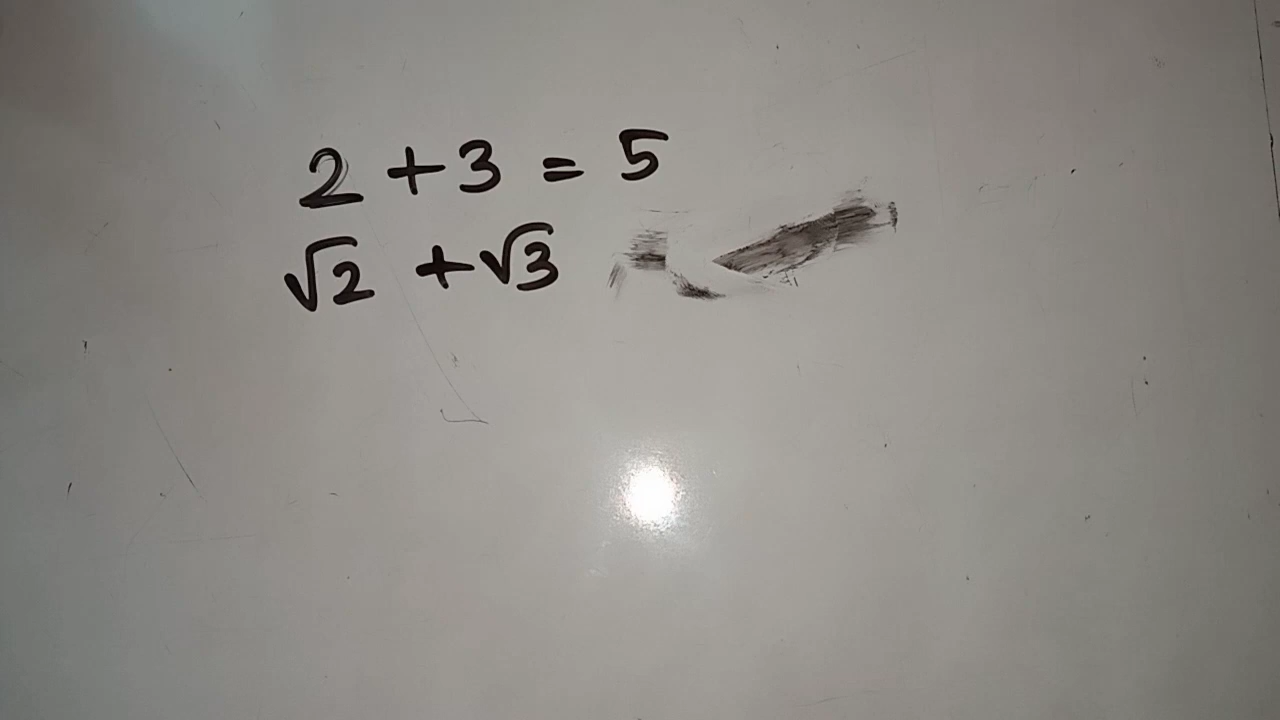 2 + 3 = 5
√2 + √3